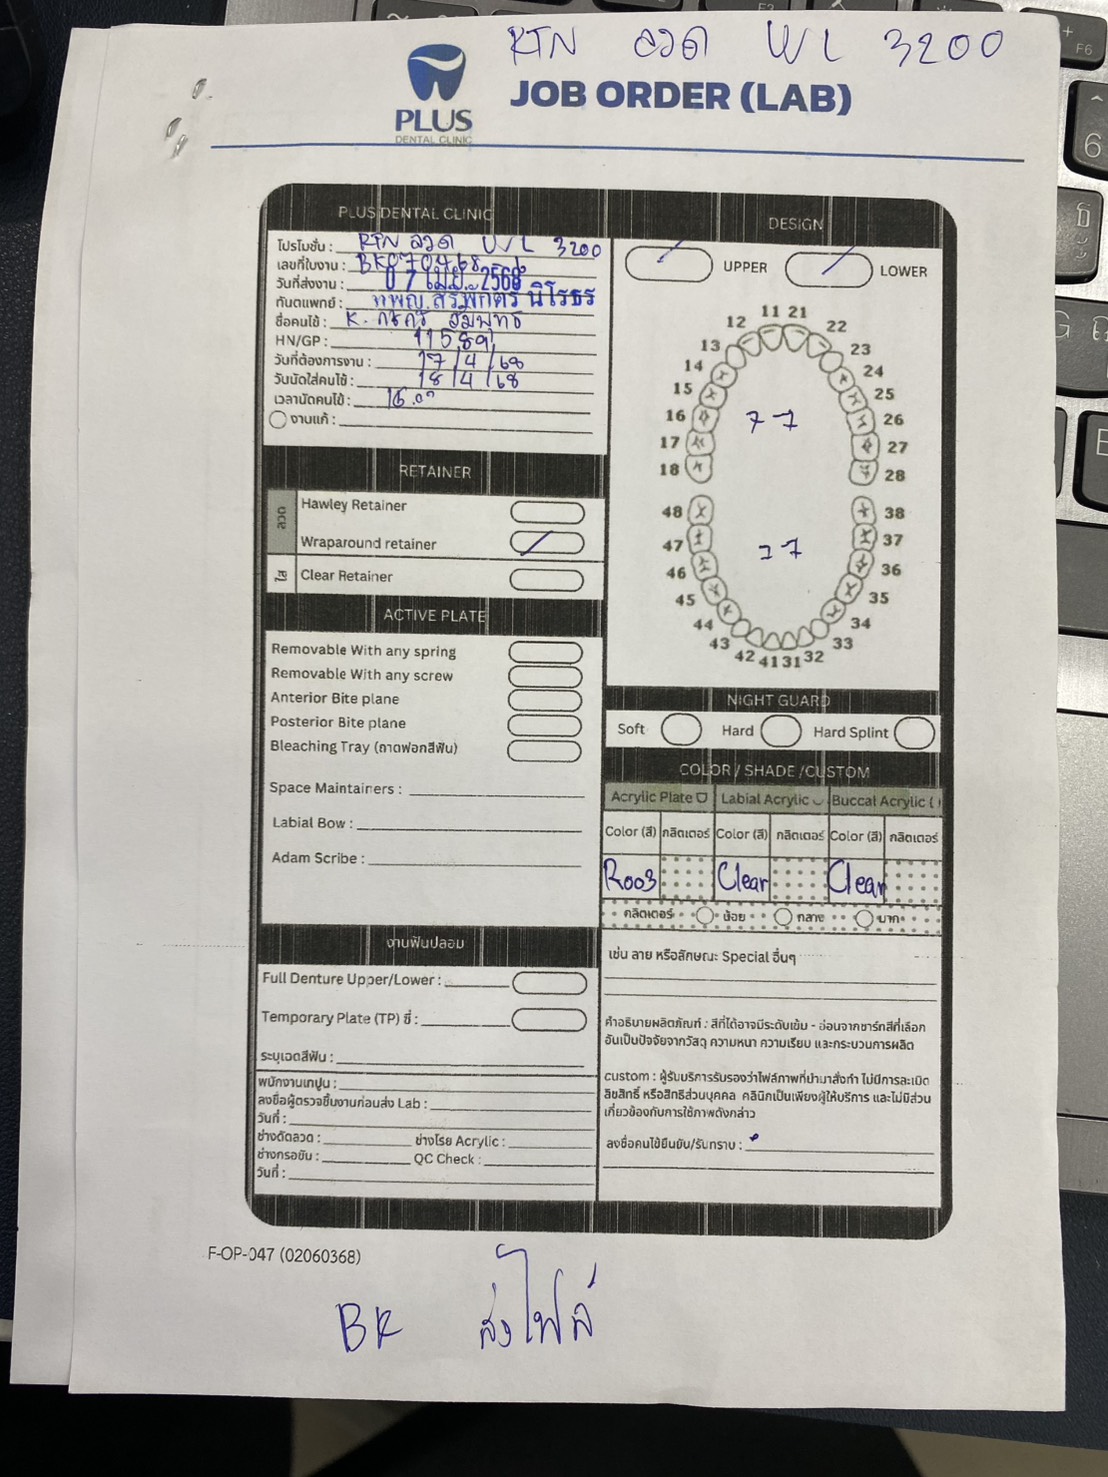 RTN ลวด U/L 3200
PLUS
DENTAL CLINIC
JOB ORDER (LAB)
PLUS DENTAL CLINIC
โปรโมชั่น : RTN ลวด U/L 3200
เลขที่ใบงาน : BK070468
วันที่ส่งงาน : 07 เม.ย. 2568
ทันตแพทย์ : ทพญ.สิริพักตร์ นิโรธร
ชื่อคนไข้ : K.
HN/GP : 11589
วันที่ต้องการงาน : 17/4/68
วันนัดใส่คนไข้ : 18/4/68
เวลานัดคนไข้ : 16.00
งานแก้ :
RETAINER
ลวด
Hawley Retainer
Wraparound retainer
ใส
Clear Retainer
ACTIVE PLATE
Removable With any spring
Removable With any screw
Anterior Bite plane
Posterior Bite plane
Bleaching Tray (ถาดฟอกสีฟัน)
Space Maintainers :
Labial Bow :
Adam Scribe :
งานฟันปลอม
Full Denture Upper/Lower :
Temporary Plate (TP) ซี่ :
ระบุเฉดสีฟัน :
พนักงานเทปูน :
ลงชื่อผู้ตรวจชิ้นงานก่อนส่ง Lab :
วันที่ :
ช่างดัดลวด : ช่างโรย Acrylic :
ช่างกรอขัน : QC Check :
วันที่ :
DESIGN
UPPER LOWER
11 21
12 22
13 23
14 24
15 25
16 7 7 26
17 27
18 28
48 38
47 7 7 37
46 36
45 35
44 34
43 33
42 41 31 32
NIGHT GUARD
Soft Hard Hard Splint
COLOR / SHADE /CUSTOM
Acrylic Plate Labial Acrylic Buccal Acrylic ( )
Color (สี) กลิตเตอร์ Color (สี) กลิตเตอร์ Color (สี) กลิตเตอร์
R003 Clear Clear
กลิตเตอร์ น้อย กลาง มาก
เช่น ลาย หรือลักษณะ Special อื่นๆ
คำอธิบายผลิตภัณฑ์ : สีที่ได้อาจมีระดับเข้ม - อ่อนจากชาร์ทสีที่เลือก
อันเป็นปัจจัยจากวัสดุ ความหนา ความเรียบ และกระบวนการผลิต
custom : ผู้รับบริการรับรองว่าไฟล์ภาพที่นำมาสั่งทำ ไม่มีการละเมิด
ลิขสิทธิ์ หรือสิทธิส่วนบุคคล คลินิกเป็นเพียงผู้ให้บริการ และไม่มีส่วน
เกี่ยวข้องกับการใช้ภาพดังกล่าว
ลงชื่อคนไข้ยืนยัน/รับทราบ :
F-OP-047 (02060368)
BK ส่งไฟล์